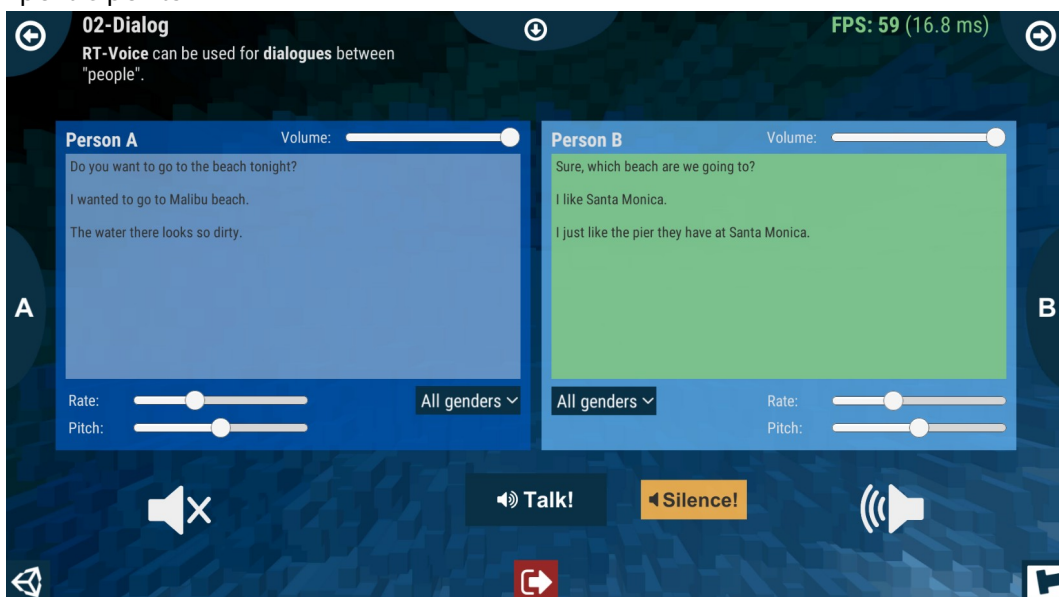 02-Dialog
FPS: 59 (16.8 ms)
RT-Voice can be used for dialogues between
"people".
Person A
Volume:
Do you want to go to the beach tonight?
I wanted to go to Malibu beach.
The water there looks so dirty.
Rate:
All genders
Pitch:
Person B
Volume:
Sure, which beach are we going to?
I like Santa Monica.
I just like the pier they have at Santa Monica.
All genders
Rate:
Pitch:
A
B
Talk!
Silence!